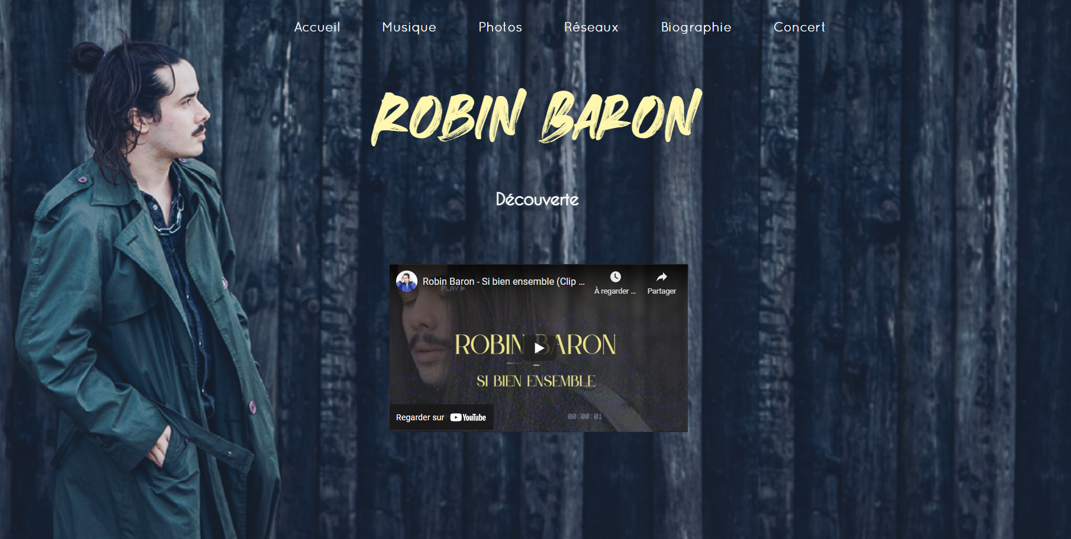 Accueil Musique Photos Réseaux Biographie Concert
ROBIN BARON
Découverte
Robin Baron - Si bien ensemble (Clip ...
À regarder ... Partager
PLAY
ROBIN BARON
SI BIEN ENSEMBLE
00:00:01
Regarder sur YouTube